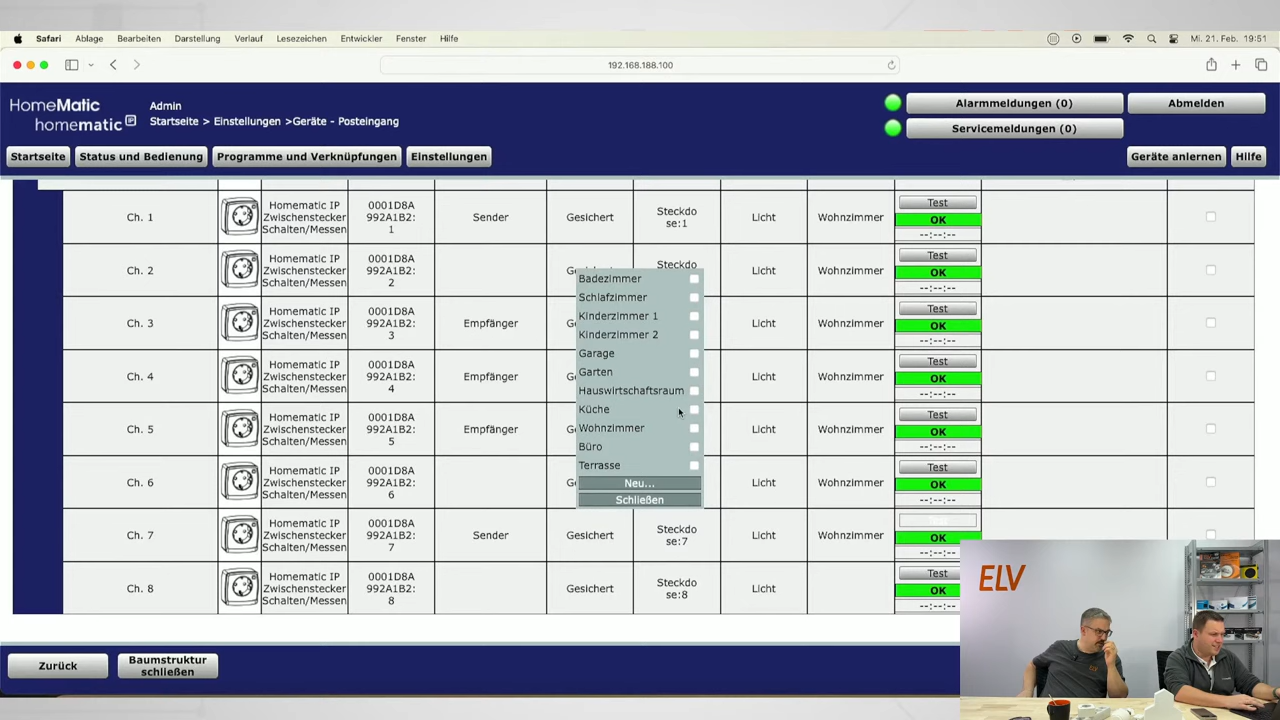 Safari Ablage Bearbeiten Darstellung Verlauf Lesezeichen Entwickler Fenster Hilfe Mi. 21. Feb. 19:51
192.168.188.100
HomeMatic
homematic IP
Admin
Startseite > Einstellungen >Geräte - Posteingang
Alarmmeldungen (0)
Abmelden
Servicemeldungen (0)
Startseite Status und Bedienung Programme und Verknüpfungen Einstellungen Geräte anlernen Hilfe
Ch. 1
Homematic IP
Zwischenstecker
Schalten/Messen
0001D8A
992A1B2:
1
Sender
Gesichert
Steckdo
se:1
Licht
Wohnzimmer
Test
OK
--:--:--
Ch. 2
Homematic IP
Zwischenstecker
Schalten/Messen
0001D8A
992A1B2:
2
Steckdo
Licht
Wohnzimmer
Test
OK
--:--:--
Ch. 3
Homematic IP
Zwischenstecker
Schalten/Messen
0001D8A
992A1B2:
3
Empfänger
Licht
Wohnzimmer
Test
OK
--:--:--
Ch. 4
Homematic IP
Zwischenstecker
Schalten/Messen
0001D8A
992A1B2:
4
Empfänger
Licht
Wohnzimmer
Test
OK
--:--:--
Ch. 5
Homematic IP
Zwischenstecker
Schalten/Messen
0001D8A
992A1B2:
5
Empfänger
Licht
Wohnzimmer
Test
OK
--:--:--
Ch. 6
Homematic IP
Zwischenstecker
Schalten/Messen
0001D8A
992A1B2:
6
Licht
Wohnzimmer
Test
OK
--:--:--
Ch. 7
Homematic IP
Zwischenstecker
Schalten/Messen
0001D8A
992A1B2:
7
Sender
Gesichert
Steckdo
se:7
Licht
Wohnzimmer
OK
--:--:--
Ch. 8
Homematic IP
Zwischenstecker
Schalten/Messen
0001D8A
992A1B2:
8
Gesichert
Steckdo
se:8
Licht
Wohnzimmer
Test
OK
--:--:--
Badezimmer
Schlafzimmer
Kinderzimmer 1
Kinderzimmer 2
Garage
Garten
Hauswirtschaftsraum
Küche
Wohnzimmer
Büro
Terrasse
Neu...
Schließen
Zurück
Baumstruktur
schließen
ELV
ELV